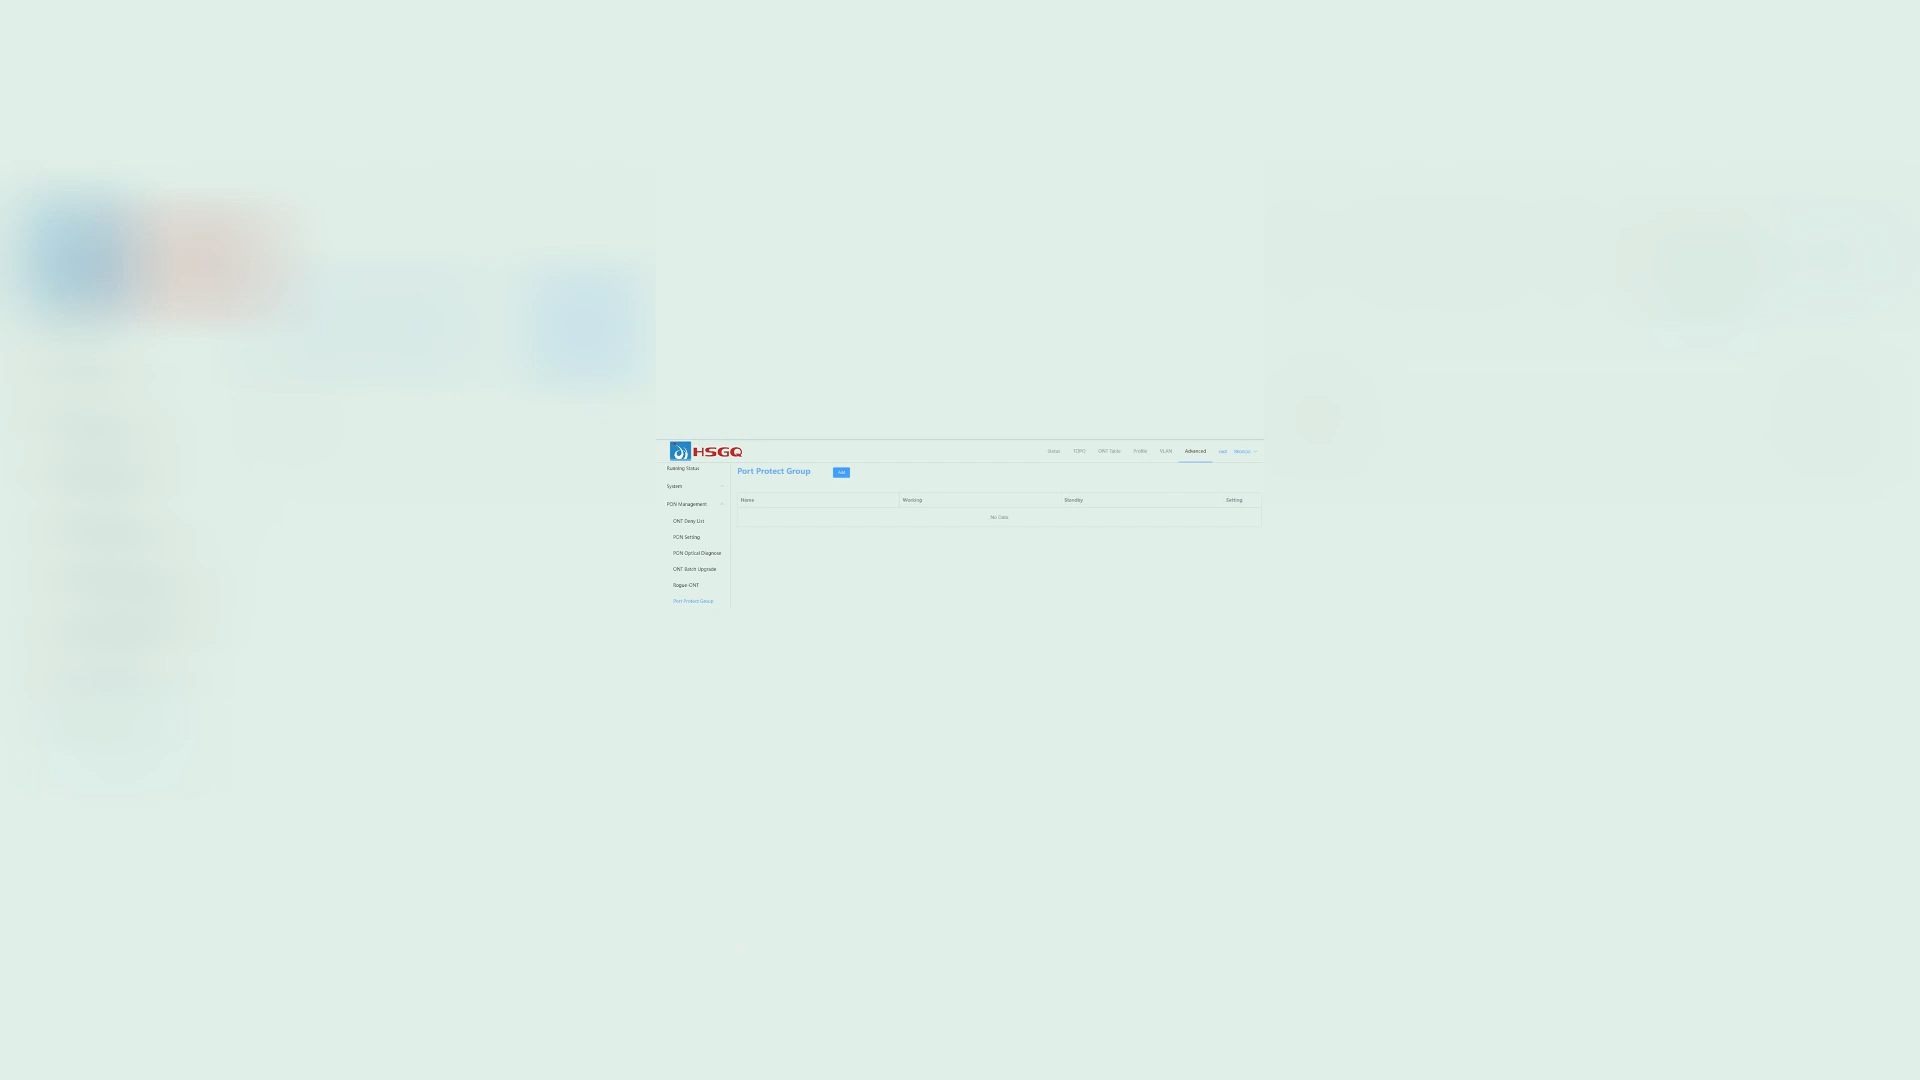 HSGQ
Status TOPO ONT Table Profile VLAN Advanced
Running Status
Port Protect Group Add
System
Name Working Standby Setting
PON Management
No Data
ONT Deny List
PON Setting
PON Optical Diagnose
ONT Batch Upgrade
Rogue-ONT
Port Protect Group